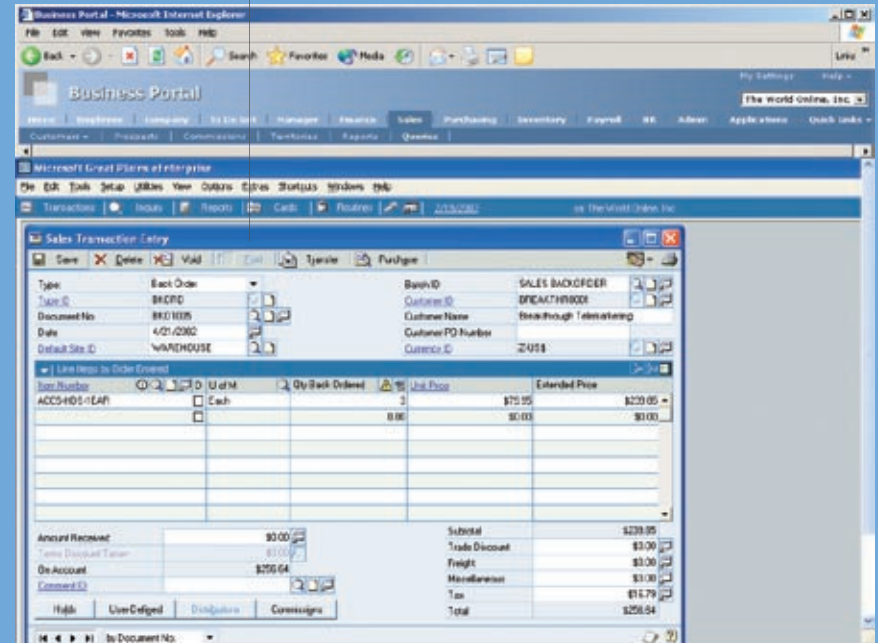 Business Portal - Microsoft Internet Explorer
File Edit View Favorites Tools Help
Back Search Favorites Media Links
My Settings Help
Business Portal
The World Online, Inc.
Home Employee Company To Do List Manager Finance Sales Purchasing Inventory Payroll HR Admin Applications Quick Links
Customers Prospects Commissions Territories Reports Queries
Microsoft Great Plains eEnterprise
File Edit Tools Setup Utilities View Options Extras Shortcuts Windows Help
Transactions Inquiry Reports Cards Routines The World Online, Inc.
Sales Transaction Entry
Save Delete Void Post Transfer Purchase
Type: Back Order Batch ID SALES BACKORDER
Type ID BKORD Customer ID
Document No. Customer Name Breakthrough Telemarketing
Date 4/21/2002 Customer PO Number
Default Site ID WAREHOUSE Currency ID Z-US$
Line Items by Order Entered
Item Number D U of M Qty Back Ordered Unit Price Extended Price
Each 3
0.00 $0.00 $0.00
Subtotal
Amount Received $0.00 Trade Discount $0.00
Terms Discount Taken $0.00 Freight $0.00
On Account $256.64 Miscellaneous $0.00
Comment ID Tax $16.79
Holds User-Defined Distributions Commissions Total $256.64
by Document No.